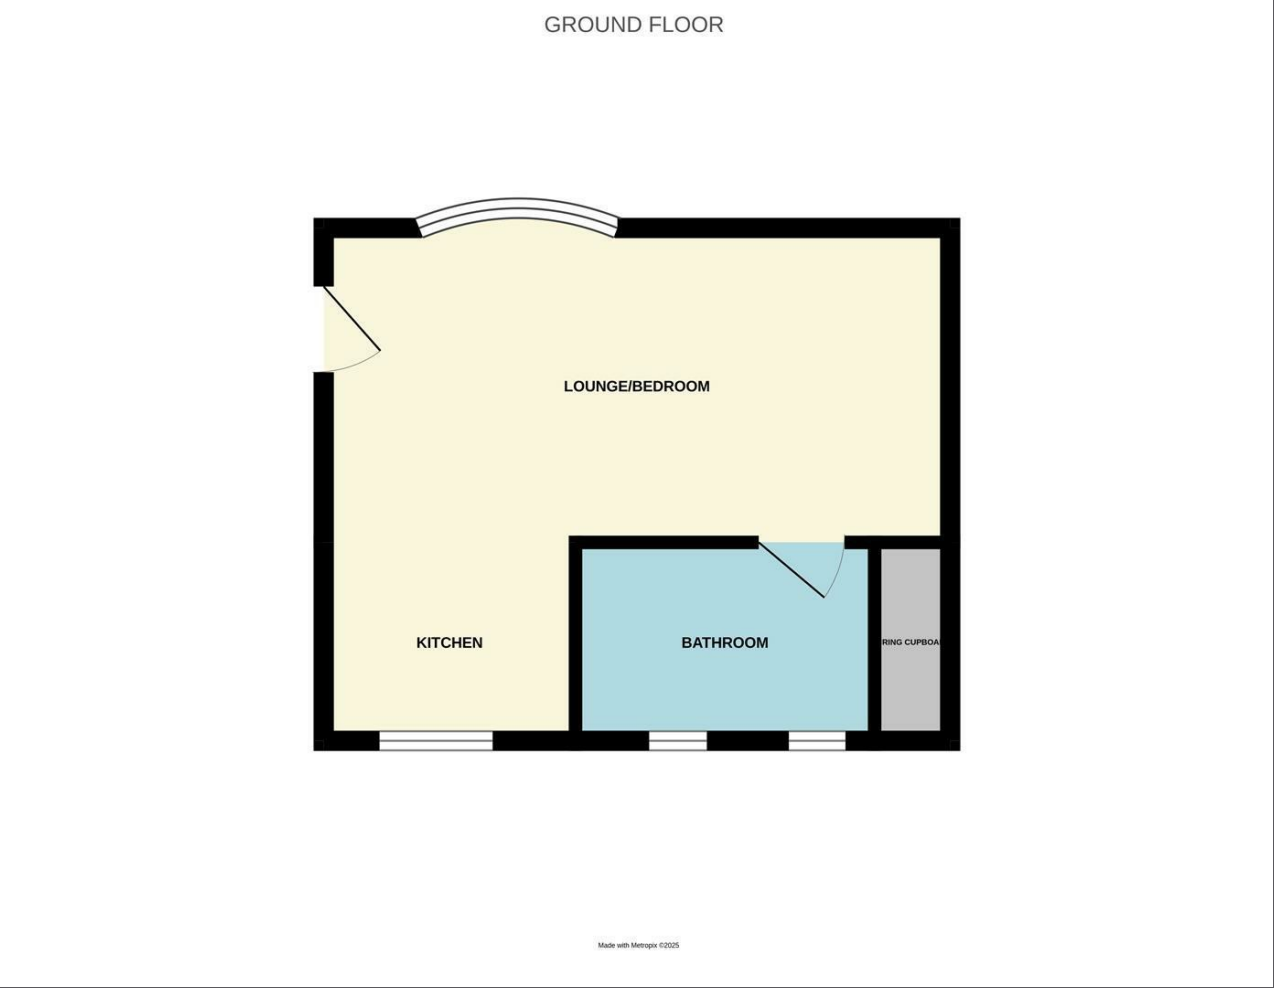 GROUND FLOOR
LOUNGE/BEDROOM
KITCHEN
BATHROOM
RING CUPBOA
Made with Metropix ©2025